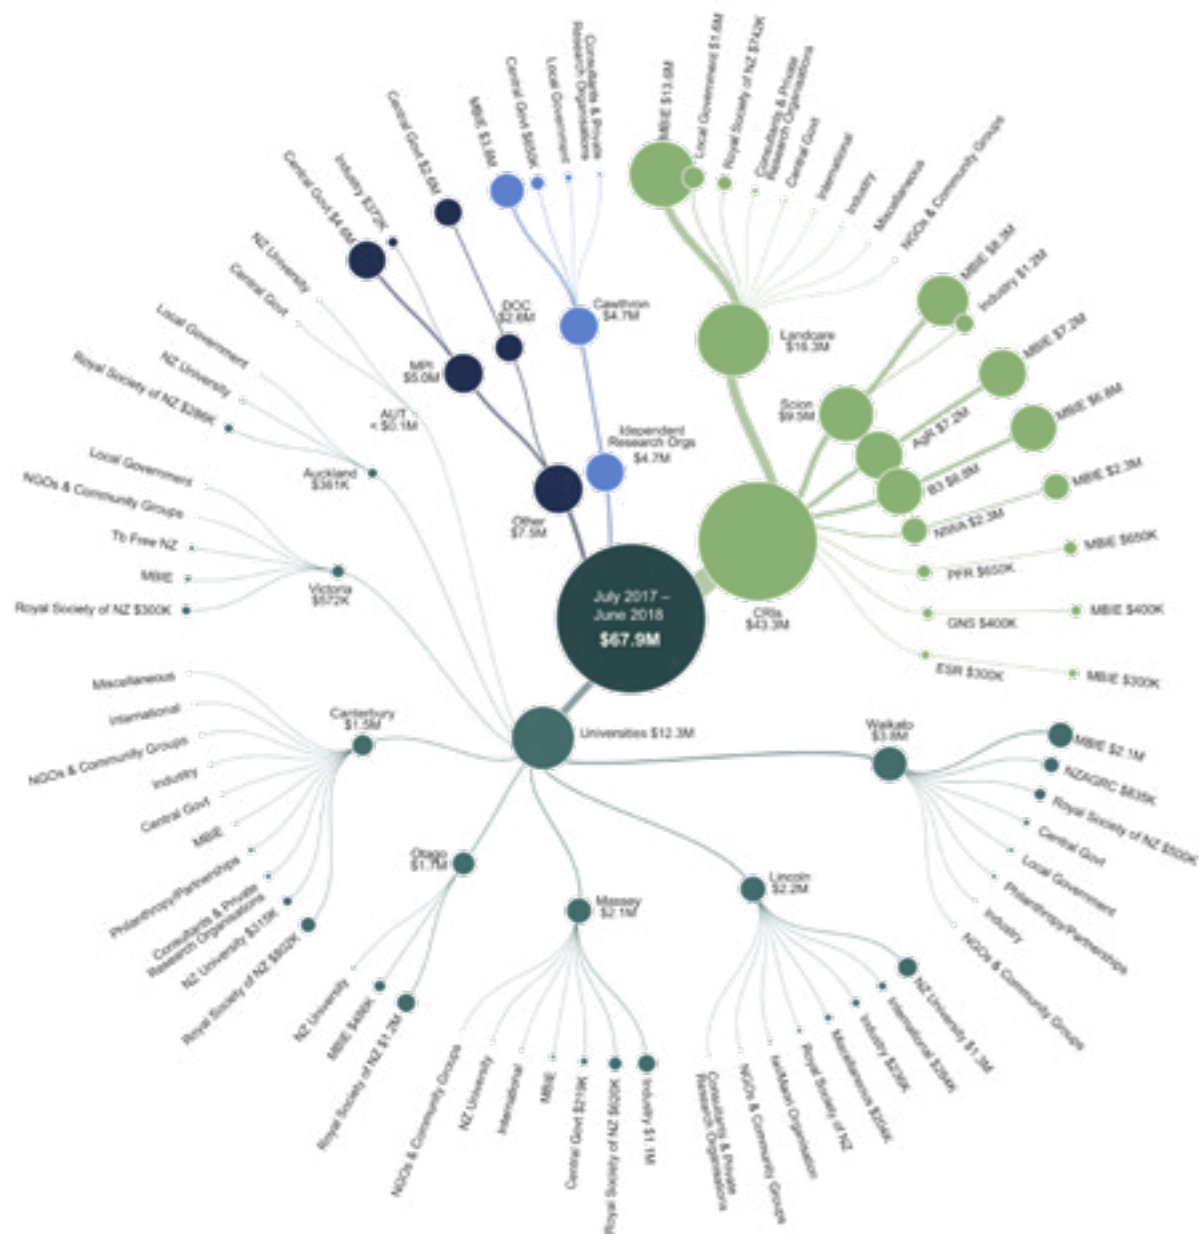 July 2017 –
June 2018
$67.9M
CRIs
$43.3M
Landcare
$16.3M
MBIE $13.6M
Local Government $1.6M
Royal Society of NZ $742K
Consultants & Private
Research Organisations
Central Govt
International
Industry
Miscellaneous
NGOs & Community Groups
Scion
$9.5M
MBIE $8.3M
Industry $1.2M
AgR $7.2M
MBIE $7.2M
B3 $6.8M
MBIE $6.8M
NIWA $2.3M
MBIE $2.3M
PFR $650K
MBIE $650K
GNS $400K
MBIE $400K
ESR $300K
MBIE $300K
Universities $12.3M
Waikato
$3.8M
MBIE $2.1M
NZAGRC $835K
Royal Society of NZ $500K
Central Govt
Local Government
Philanthropy/Partnerships
Industry
NGOs & Community Groups
Lincoln
$2.2M
NZ University $1.3M
International
Industry
Miscellaneous $204K
Royal Society of NZ
Iwi/Maori Organisation
NGOs & Community Groups
Consultants & Private
Research Organisations
Massey
$2.1M
Industry $1.1M
Royal Society of NZ $620K
Central Govt $219K
MBIE
International
NZ University
NGOs & Community Groups
Otago
$1.7M
Royal Society of NZ $1.2M
MBIE
NZ University
Canterbury
$1.5M
Royal Society of NZ $802K
NZ University $315K
Consultants & Private
Research Organisations
Philanthropy/Partnerships
MBIE
Central Govt
Industry
NGOs & Community Groups
International
Miscellaneous
Victoria
$572K
Royal Society of NZ $300K
MBIE
Tb Free NZ
NGOs & Community Groups
Local Government
Auckland
$361K
Royal Society of NZ $286K
NZ University
Local Government
AUT
< $0.1M
Central Govt
NZ University
Other
$7.5M
MPI
$5.0M
Central Govt $4.6M
Industry $372K
DOC
$2.6M
Central Govt $2.6M
Idependent
Research Orgs
$4.7M
Cawthron
$4.7M
MBIE $3.8M
Central Govt $650K
Local Government
Consultants & Private
Research Organisations